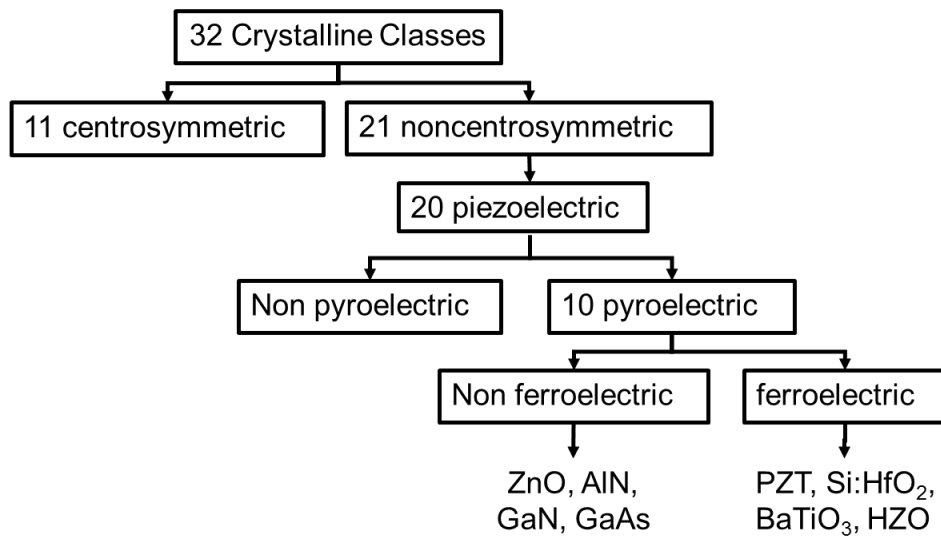 32 Crystalline Classes
11 centrosymmetric
21 noncentrosymmetric
20 piezoelectric
Non pyroelectric
10 pyroelectric
Non ferroelectric
ferroelectric
ZnO, AlN,
GaN, GaAs
PZT, Si:HfO₂,
BaTiO₃, HZO